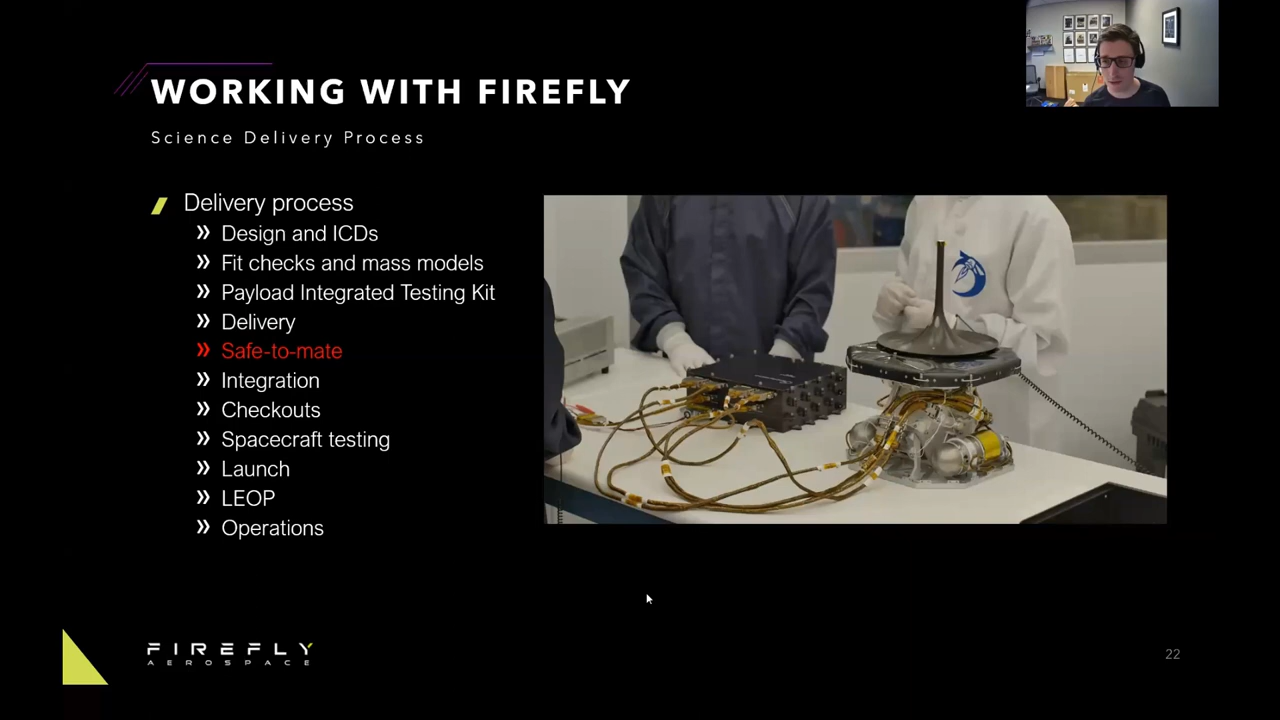 WORKING WITH FIREFLY
Science Delivery Process
Delivery process
Design and ICDs
Fit checks and mass models
Payload Integrated Testing Kit
Delivery
Safe-to-mate
Integration
Checkouts
Spacecraft testing
Launch
LEOP
Operations
FIREFLY
AEROSPACE
22